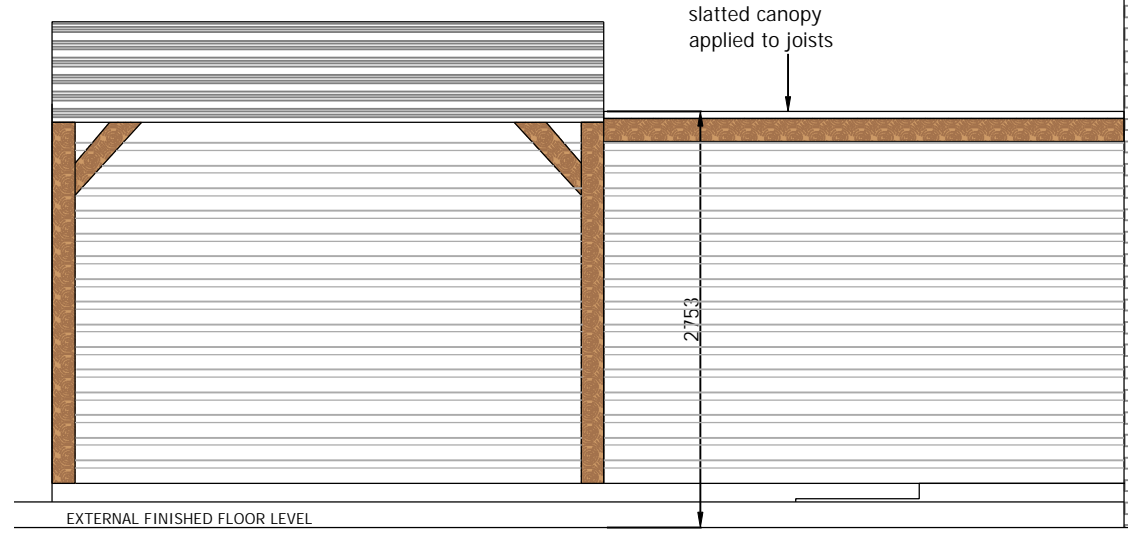 slatted canopy
applied to joists
2753
EXTERNAL FINISHED FLOOR LEVEL